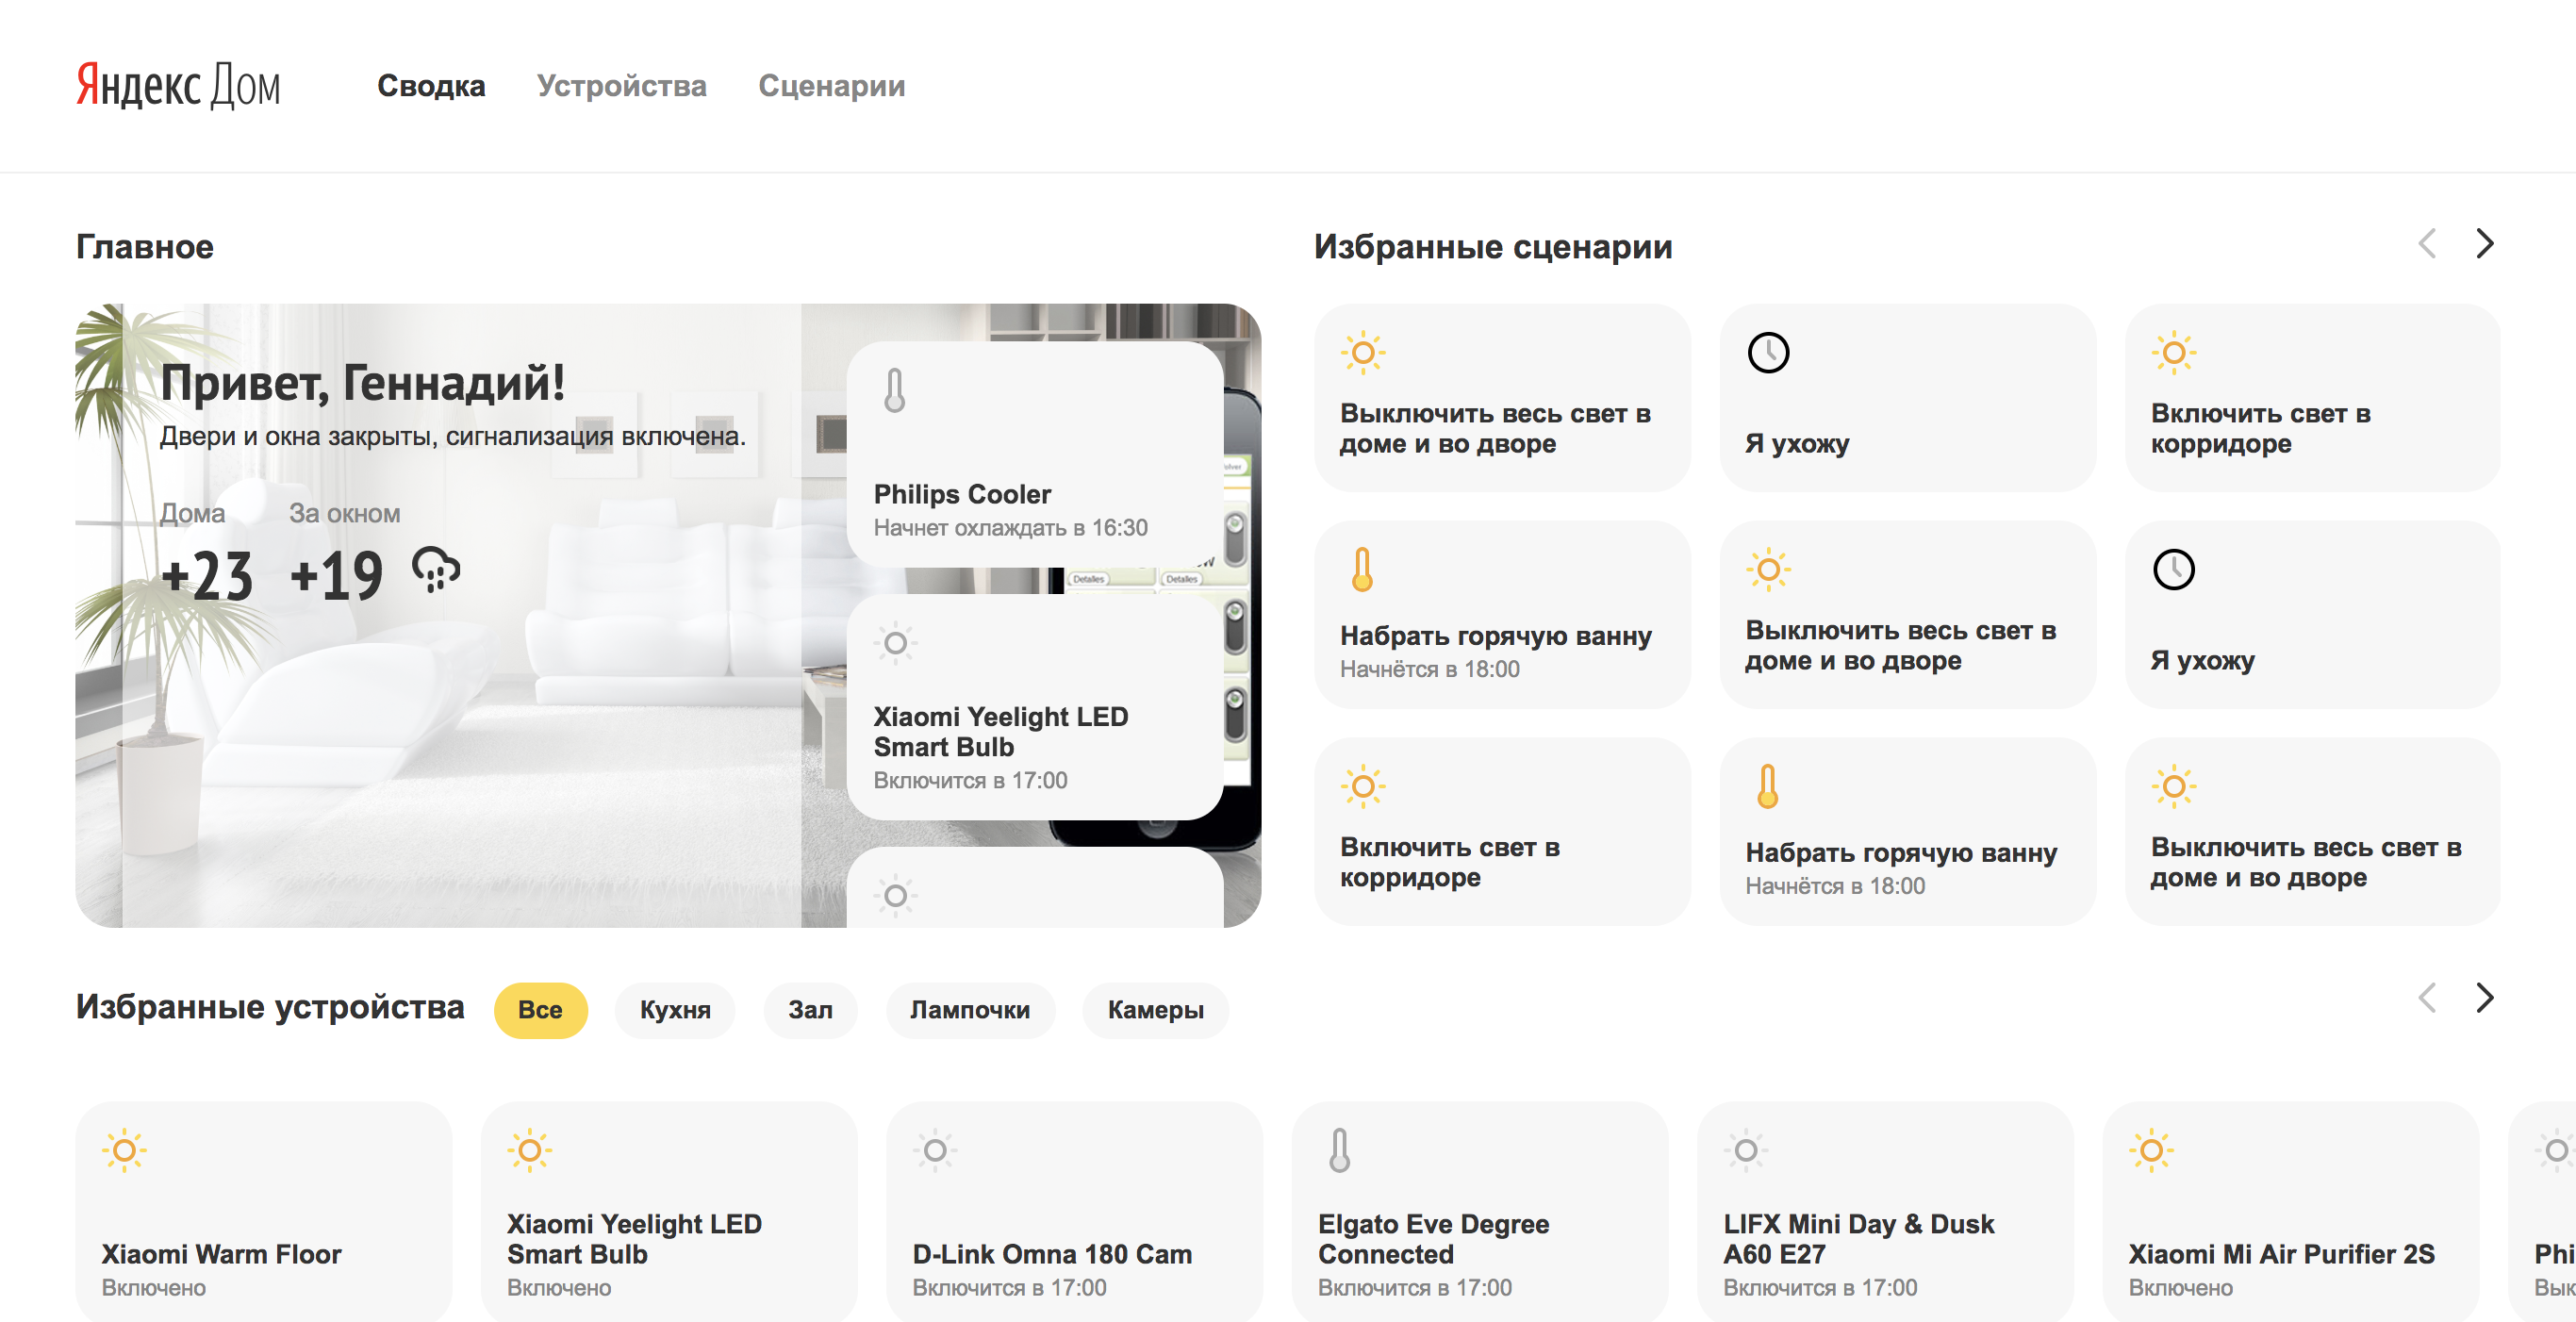 Яндекс Дом
Сводка
Устройства
Сценарии
Главное
Привет, Геннадий!
Двери и окна закрыты, сигнализация включена.
Дома
За окном
+23
+19
Philips Cooler
Начнет охлаждать в 16:30
Detalles
Detalles
Xiaomi Yeelight LED
Smart Bulb
Включится в 17:00
Избранные сценарии
Выключить весь свет в
доме и во дворе
Я ухожу
Включить свет в
корридоре
Набрать горячую ванну
Начнётся в 18:00
Выключить весь свет в
доме и во дворе
Я ухожу
Включить свет в
корридоре
Набрать горячую ванну
Начнётся в 18:00
Выключить весь свет в
доме и во дворе
Избранные устройства
Все
Кухня
Зал
Лампочки
Камеры
Xiaomi Warm Floor
Включено
Xiaomi Yeelight LED
Smart Bulb
Включено
D-Link Omna 180 Cam
Включится в 17:00
Elgato Eve Degree
Connected
Включится в 17:00
LIFX Mini Day & Dusk
A60 E27
Включится в 17:00
Xiaomi Mi Air Purifier 2S
Включено
Phi
Вык